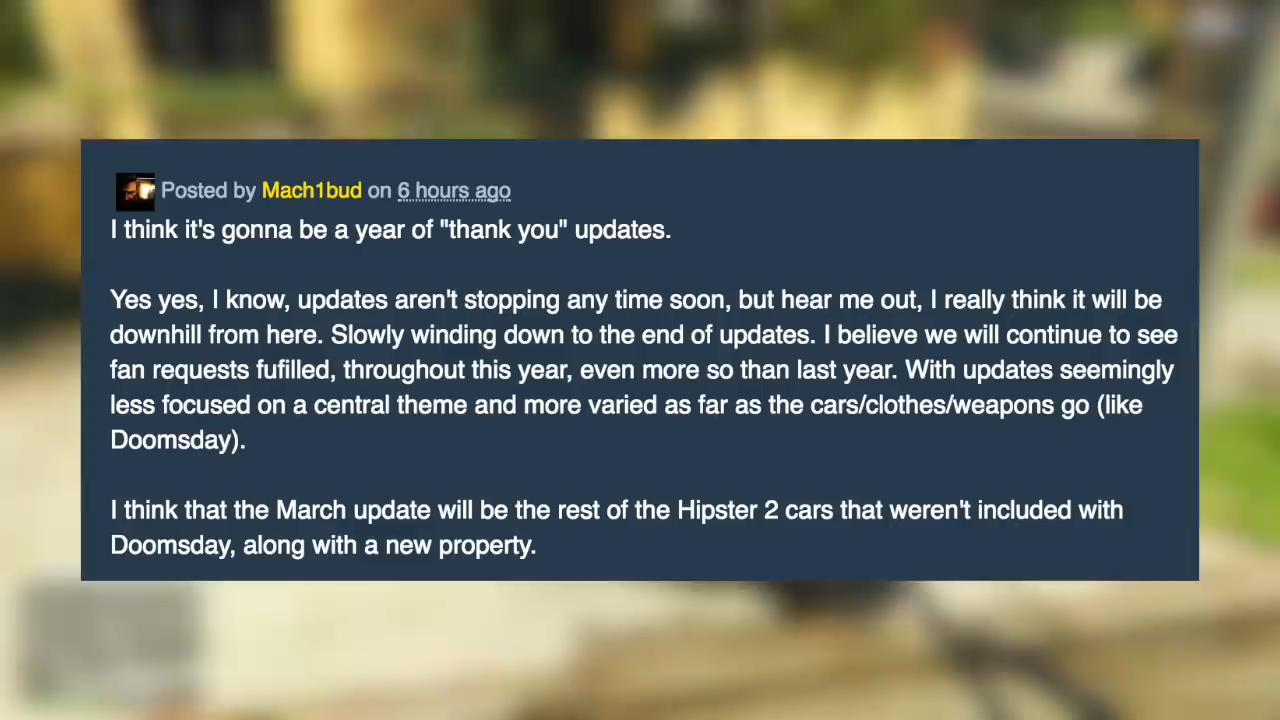 Posted by Mach1bud on 6 hours ago
I think it's gonna be a year of "thank you" updates.
Yes yes, I know, updates aren't stopping any time soon, but hear me out, I really think it will be
downhill from here. Slowly winding down to the end of updates. I believe we will continue to see
fan requests fufilled, throughout this year, even more so than last year. With updates seemingly
less focused on a central theme and more varied as far as the cars/clothes/weapons go (like
Doomsday).
I think that the March update will be the rest of the Hipster 2 cars that weren't included with
Doomsday, along with a new property.